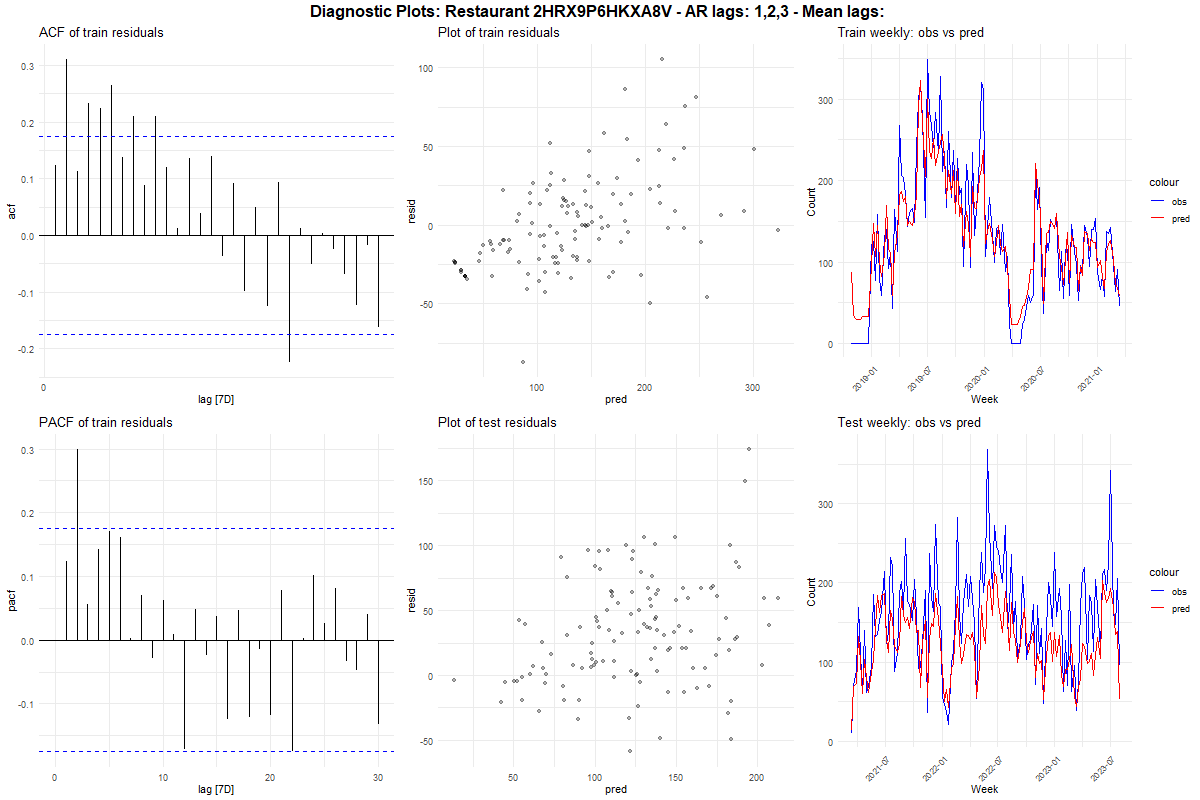 Diagnostic Plots: Restaurant 2HRX9P6HKXA8V - AR lags: 1,2,3 - Mean lags:
ACF of train residuals
acf
0.3
0.2
0.1
0.0
-0.1
-0.2
0
lag [7D]
Plot of train residuals
resid
100
50
0
-50
100
200
300
pred
Train weekly: obs vs pred
Count
300
200
100
0
2019-01
2019-07
2020-01
2020-07
2021-01
Week
colour
obs
pred
PACF of train residuals
pacf
0.3
0.2
0.1
0.0
-0.1
0
10
20
30
lag [7D]
Plot of test residuals
resid
150
100
50
0
-50
50
100
150
200
pred
Test weekly: obs vs pred
Count
300
200
100
0
2021-07
2022-01
2022-07
2023-01
2023-07
Week
colour
obs
pred